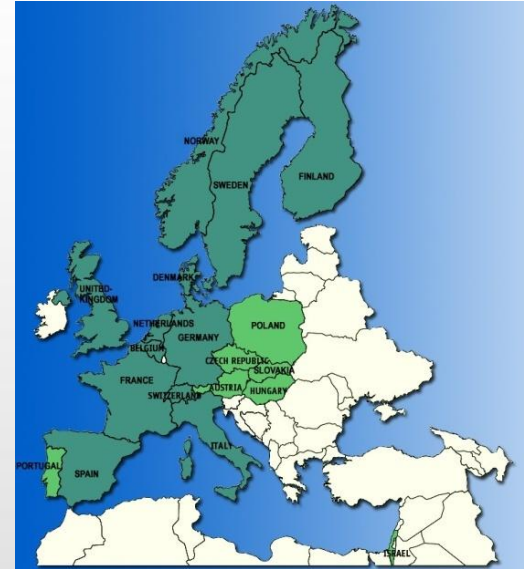 NORWAY
SWEDEN
FINLAND
DENMARK
UNITED-
KINGDOM
NETHERLANDS
GERMANY
POLAND
BELGIUM
CZECH REPUBLIC
SLOVAKIA
FRANCE
SWITZERLAND
AUSTRIA
HUNGARY
ITALY
PORTUGAL
SPAIN
ISRAEL